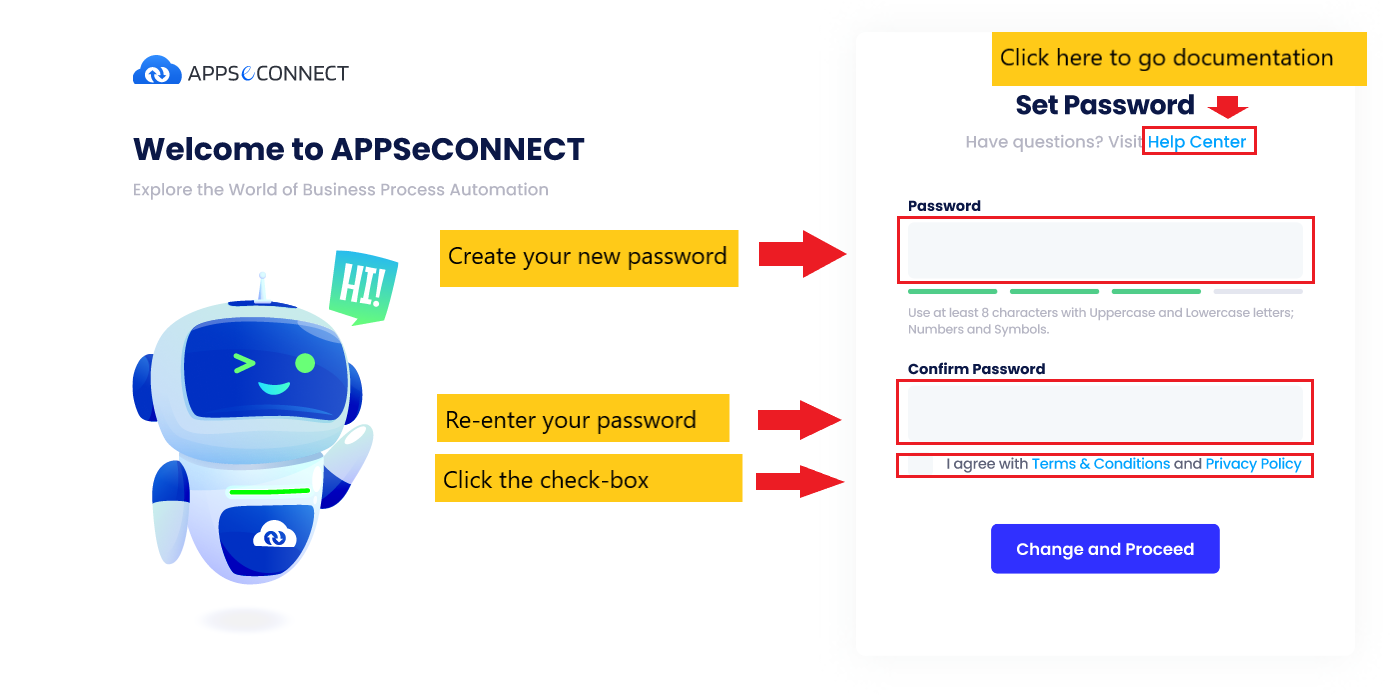 APPSeCONNECT
Welcome to APPSeCONNECT
Explore the World of Business Process Automation
HI!
Create your new password
Re-enter your password
Click the check-box
Click here to go documentation
Set Password
Have questions? Visit Help Center
Password
Use at least 8 characters with Uppercase and Lowercase letters;
Numbers and Symbols.
Confirm Password
I agree with Terms & Conditions and Privacy Policy
Change and Proceed